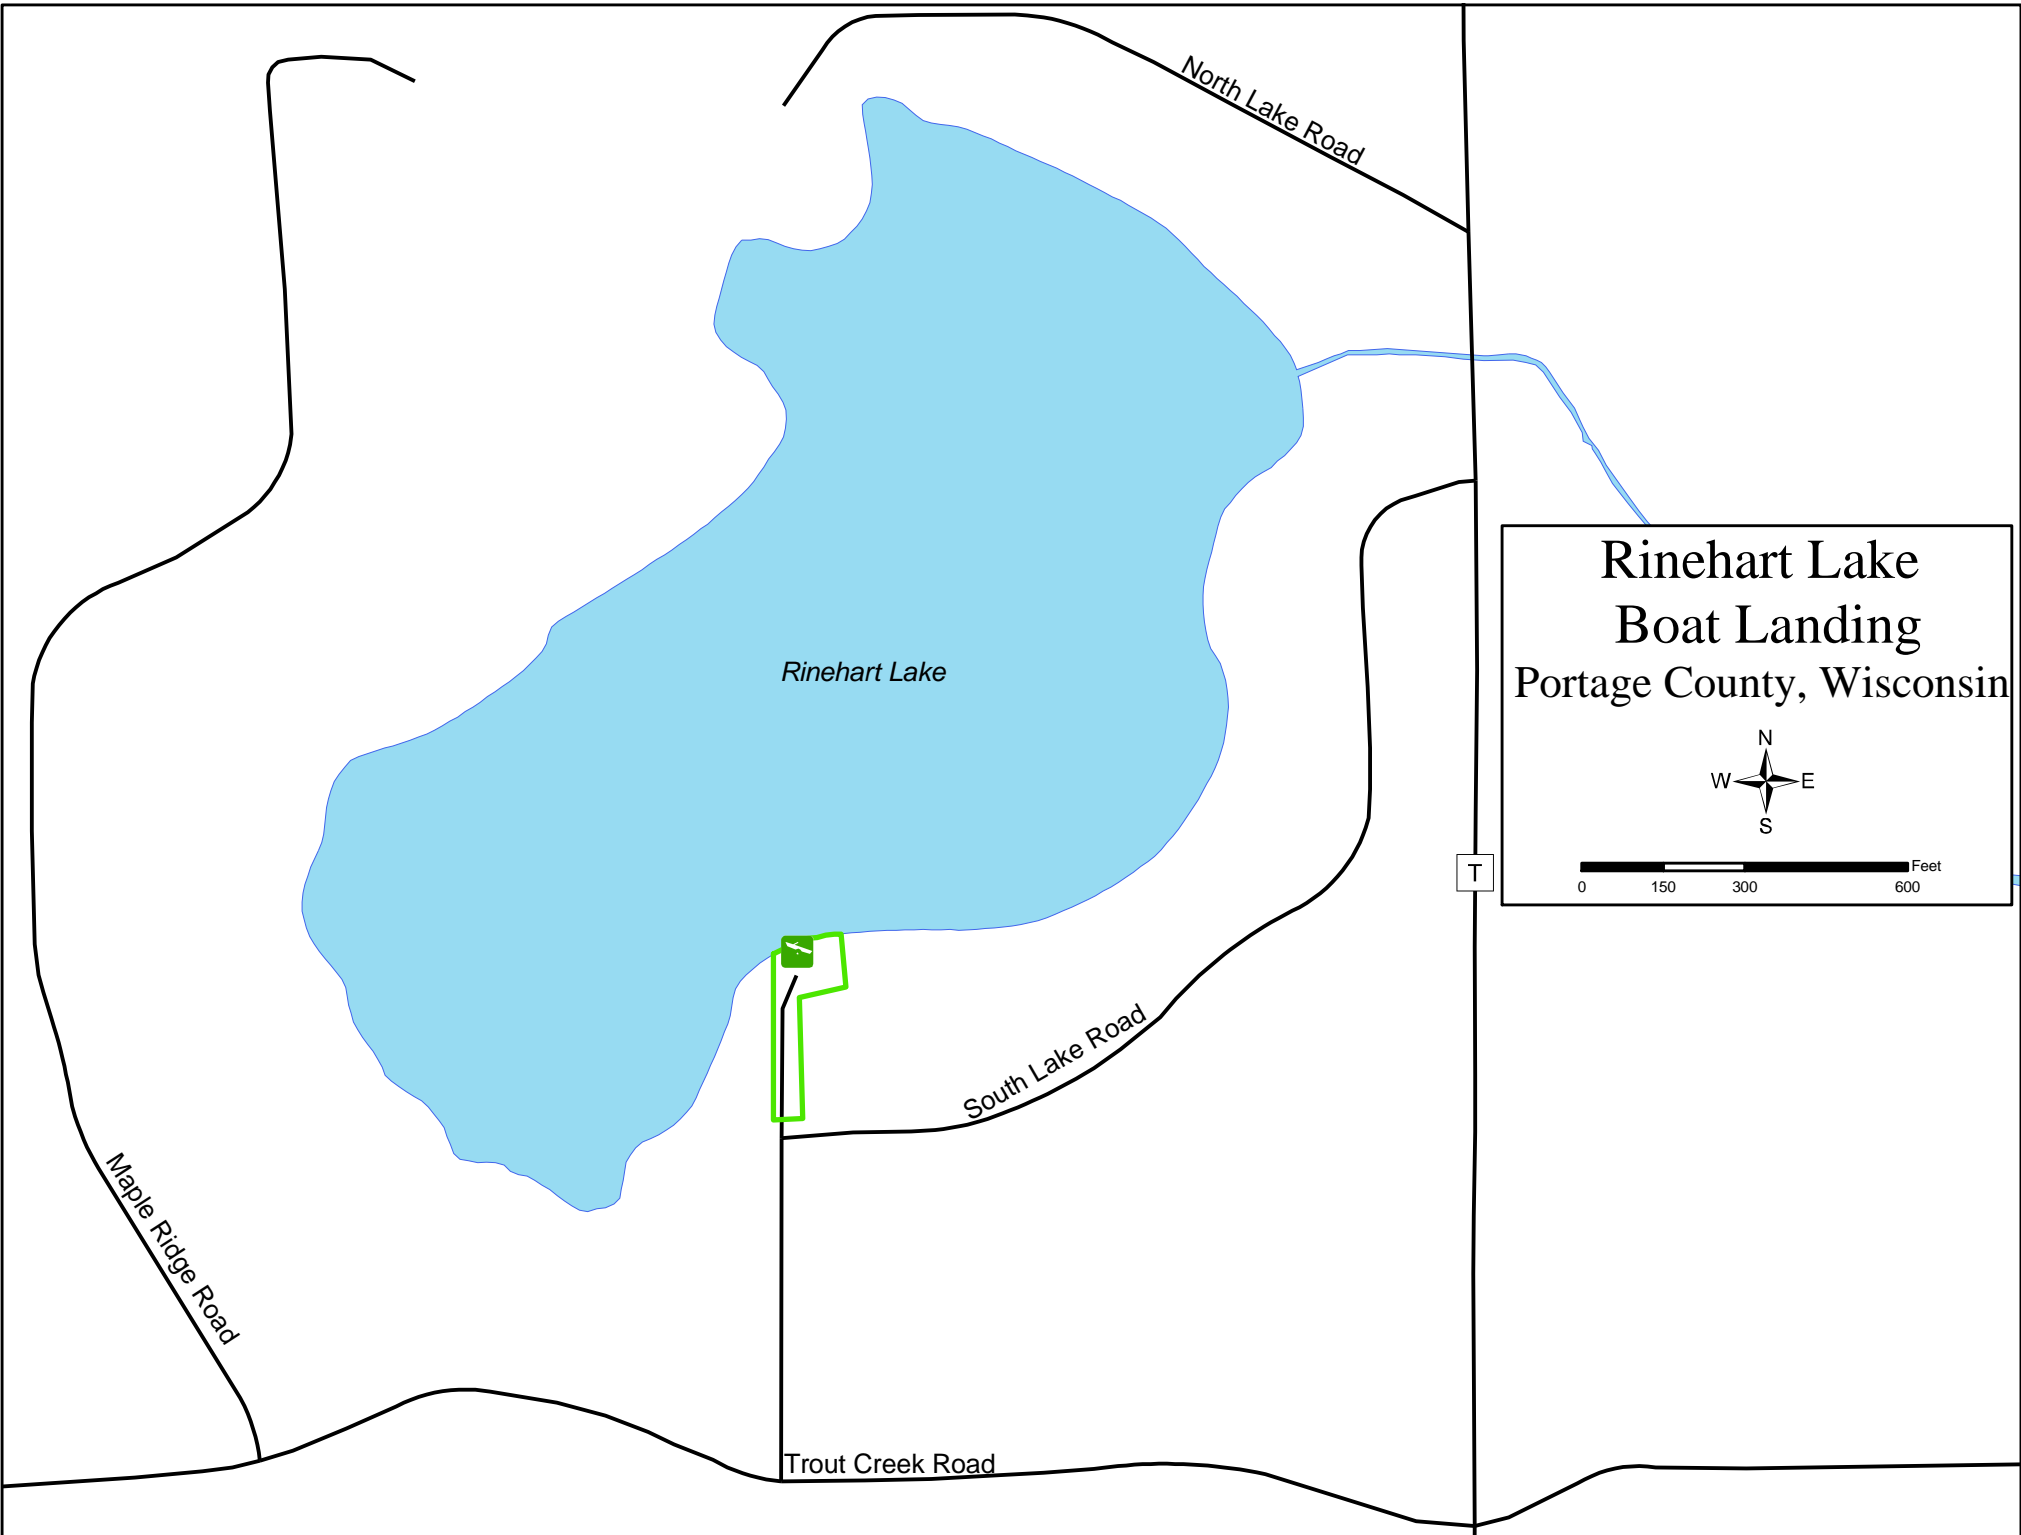 North Lake Road
Rinehart Lake
Boat Landing
Portage County, Wisconsin
N
W E
S
Feet
0 150 300 600
Rinehart Lake
T
South Lake Road
Maple Ridge Road
Trout Creek Road